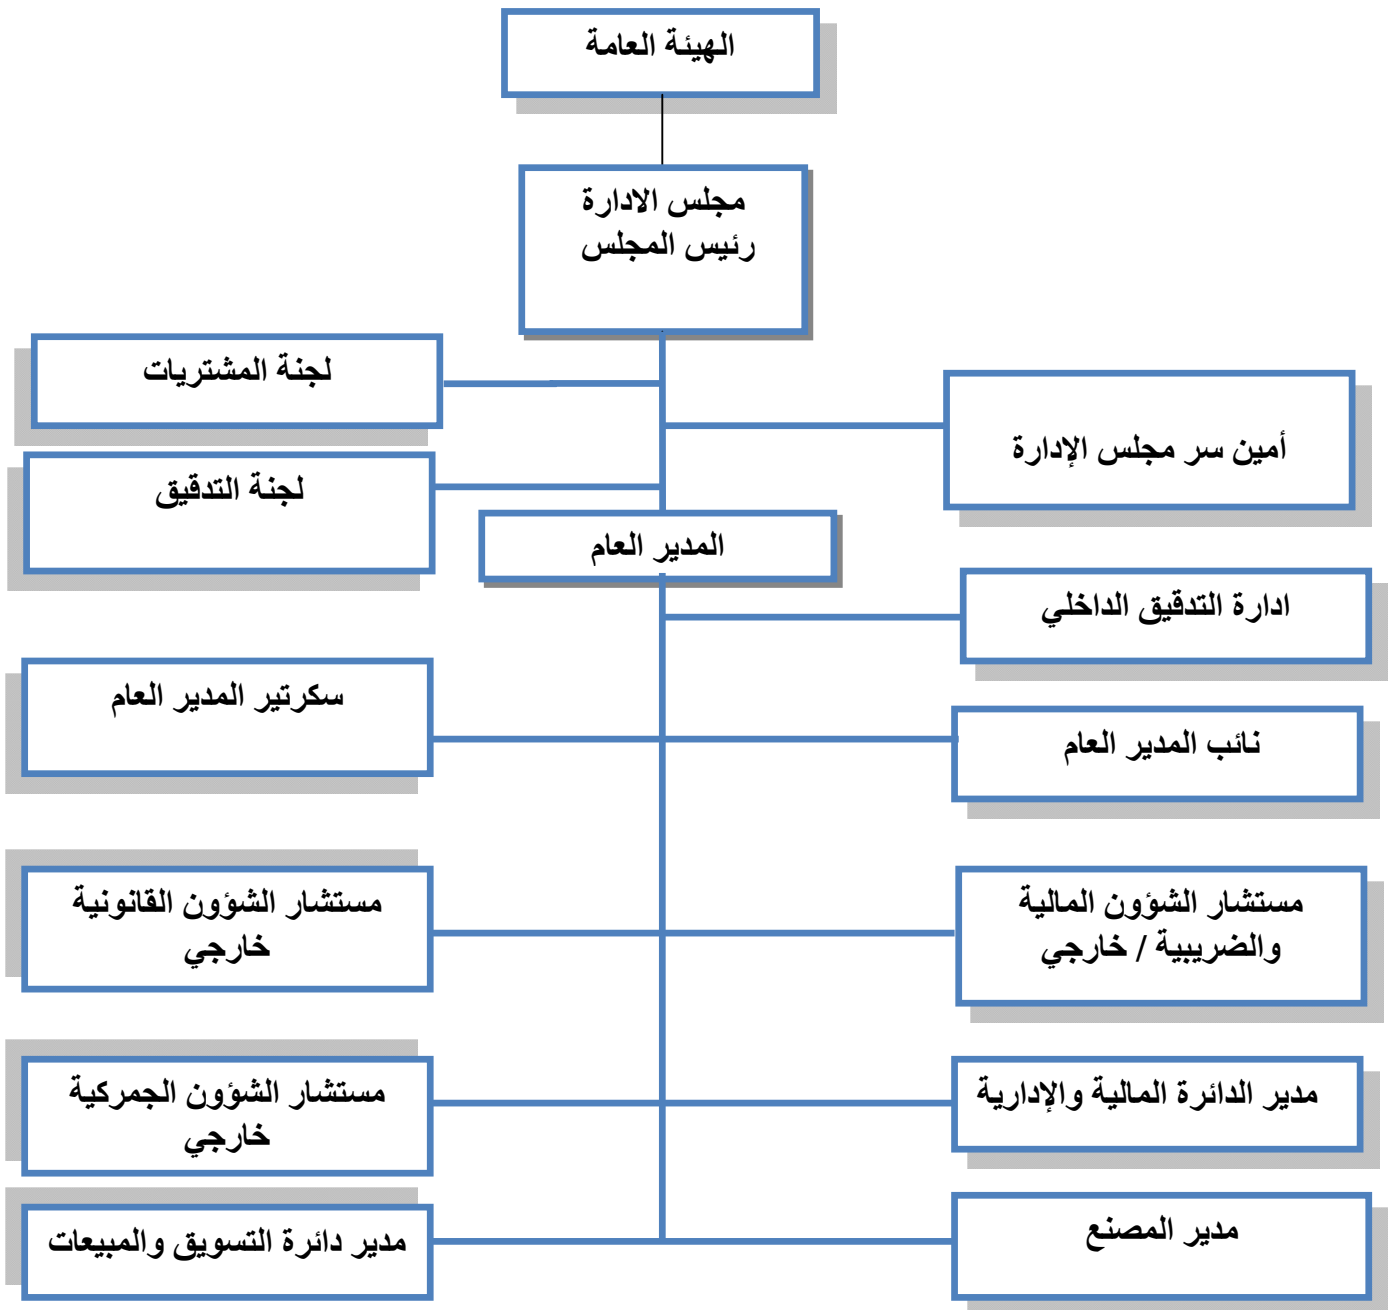 الهيئة العامة
مجلس الادارة
رئيس المجلس
لجنة المشتريات
أمين سر مجلس الإدارة
لجنة التدقيق
المدير العام
ادارة التدقيق الداخلي
سكرتير المدير العام
نائب المدير العام
مستشار الشؤون المالية
والضريبية / خارجي
مستشار الشؤون القانونية
خارجي
مدير الدائرة المالية والإدارية
مستشار الشؤون الجمركية
خارجي
مدير المصنع
مدير دائرة التسويق والمبيعات